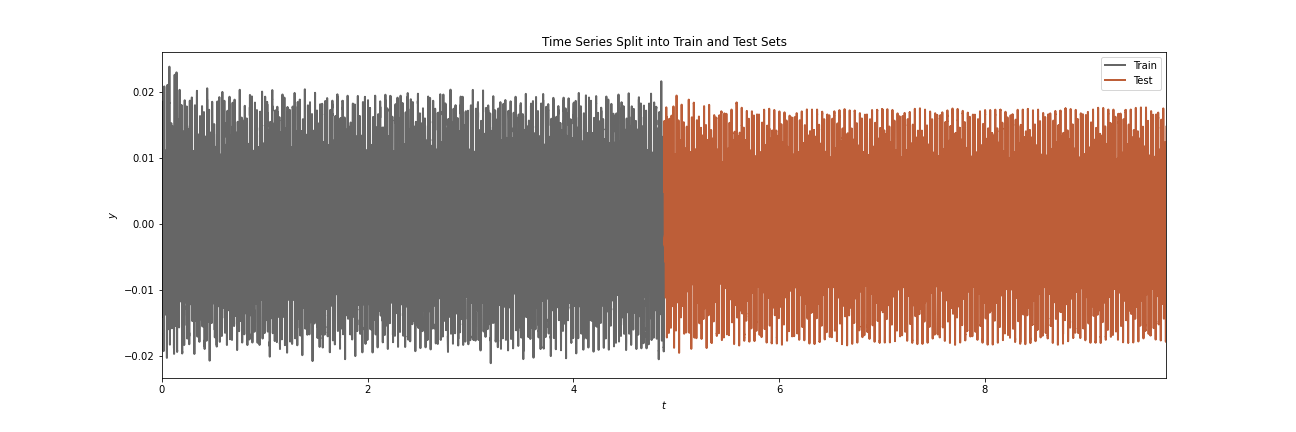 Time Series Split into Train and Test Sets
Train
Test
y
0.02
0.01
0.00
−0.01
−0.02
0 2 4 6 8
t